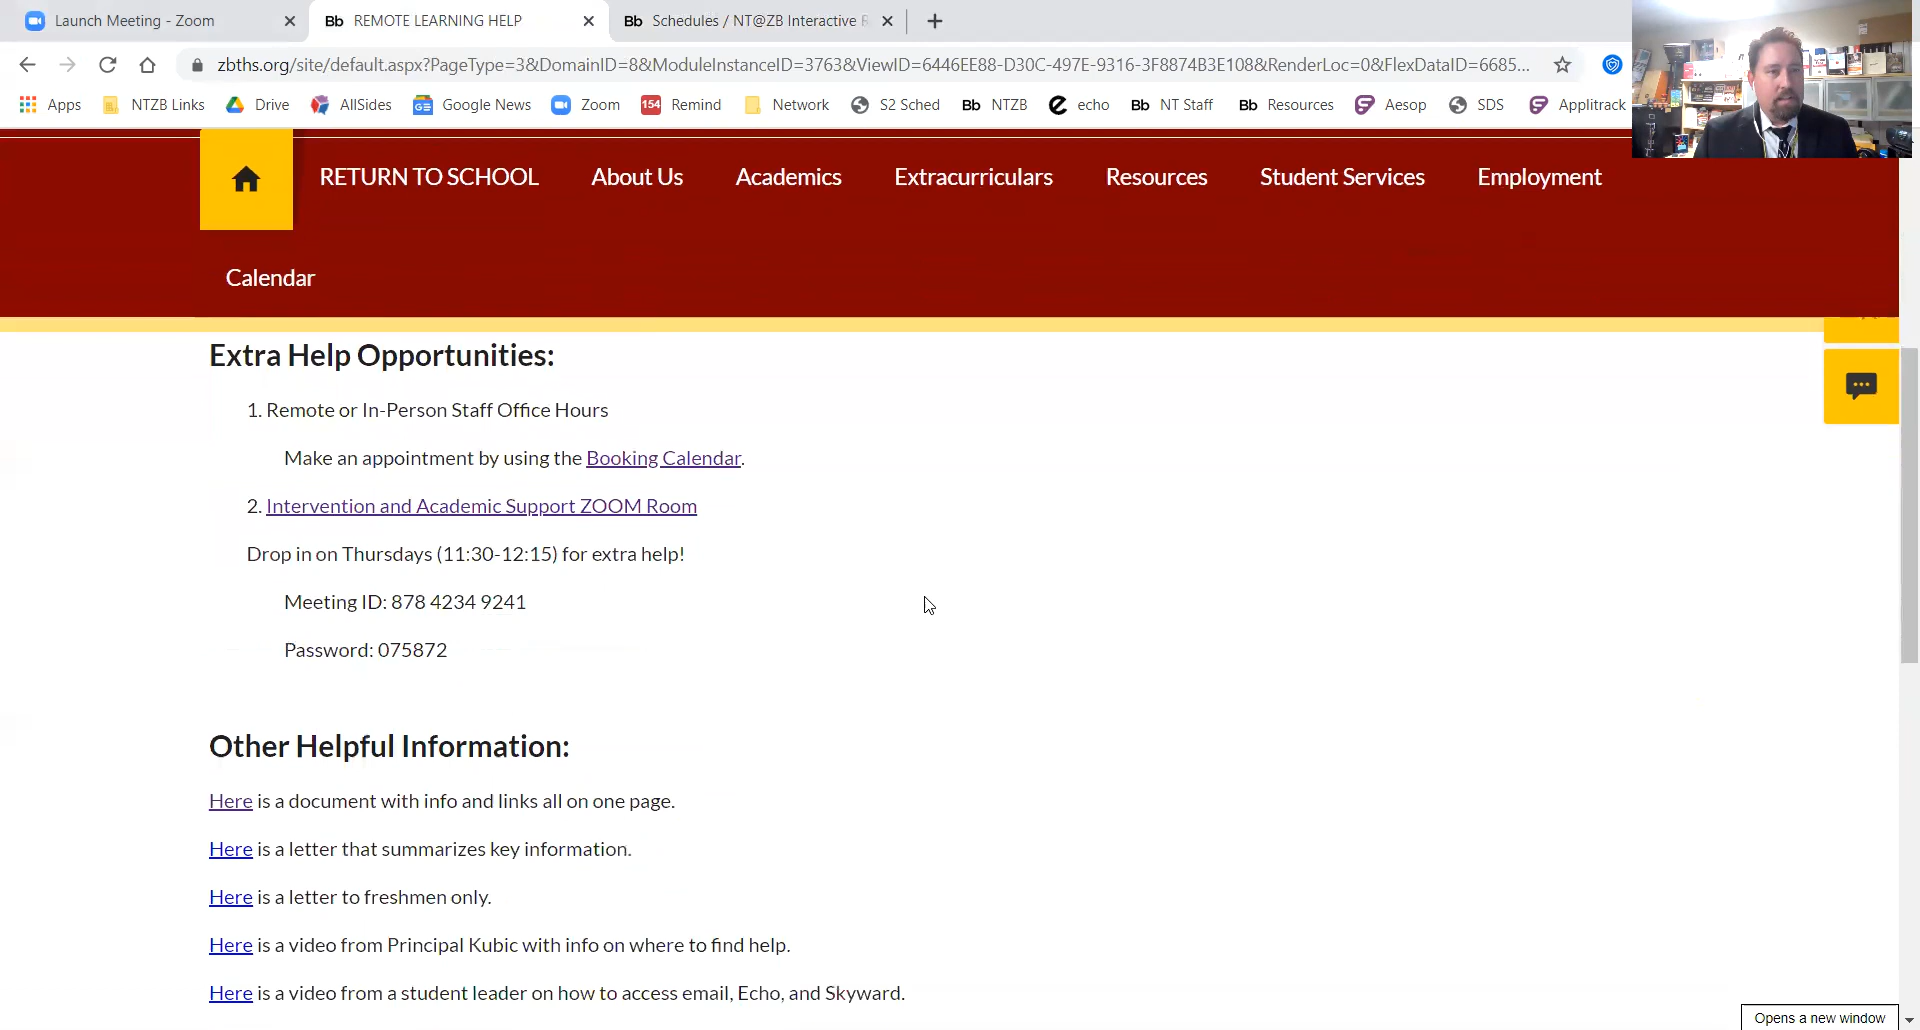 Launch Meeting - Zoom
Bb REMOTE LEARNING HELP
Bb Schedules / NT@ZB Interactive R
zbths.org/site/default.aspx?PageType=3&DomainID=8&ModuleInstanceID=3763&ViewID=6446EE88-D30C-497E-9316-3F8874B3E108&RenderLoc=0&FlexDataID=6685...
Apps NTZB Links Drive AllSides Google News Zoom 154 Remind Network S2 Sched Bb NTZB echo Bb NT Staff Bb Resources Aesop SDS Applitrack
RETURN TO SCHOOL About Us Academics Extracurriculars Resources Student Services Employment
Calendar
Extra Help Opportunities:
1. Remote or In-Person Staff Office Hours
Make an appointment by using the Booking Calendar.
2. Intervention and Academic Support ZOOM Room
Drop in on Thursdays (11:30-12:15) for extra help!
Meeting ID: 878 4234 9241
Password: 075872
Other Helpful Information:
Here is a document with info and links all on one page.
Here is a letter that summarizes key information.
Here is a letter to freshmen only.
Here is a video from Principal Kubic with info on where to find help.
Here is a video from a student leader on how to access email, Echo, and Skyward.
Opens a new window